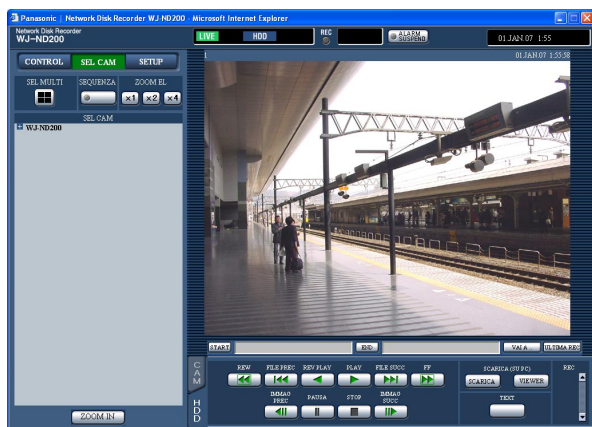 Panasonic | Network Disk Recorder WJ-ND200 - Microsoft Internet Explorer
Network Disk Recorder
WJ-ND200
LIVE HDD REC ALARM SUSPEND 01.JAN.07 1:55
CONTROL SEL CAM SETUP
1 01.JAN.07 1:55:58
SEL MULTI SEQUENZA ZOOM EL
x1 x2 x4
SEL CAM
WJ-ND200
START END VAI A... ULTIMA REC
CAM
REW FILE PREC REV PLAY PLAY FILE SUCC FF
SCARICA (SU PC) REC
SCARICA VIEWER
HDD
IMMAG PREC PAUSA STOP IMMAG SUCC
TEXT
ZOOM IN